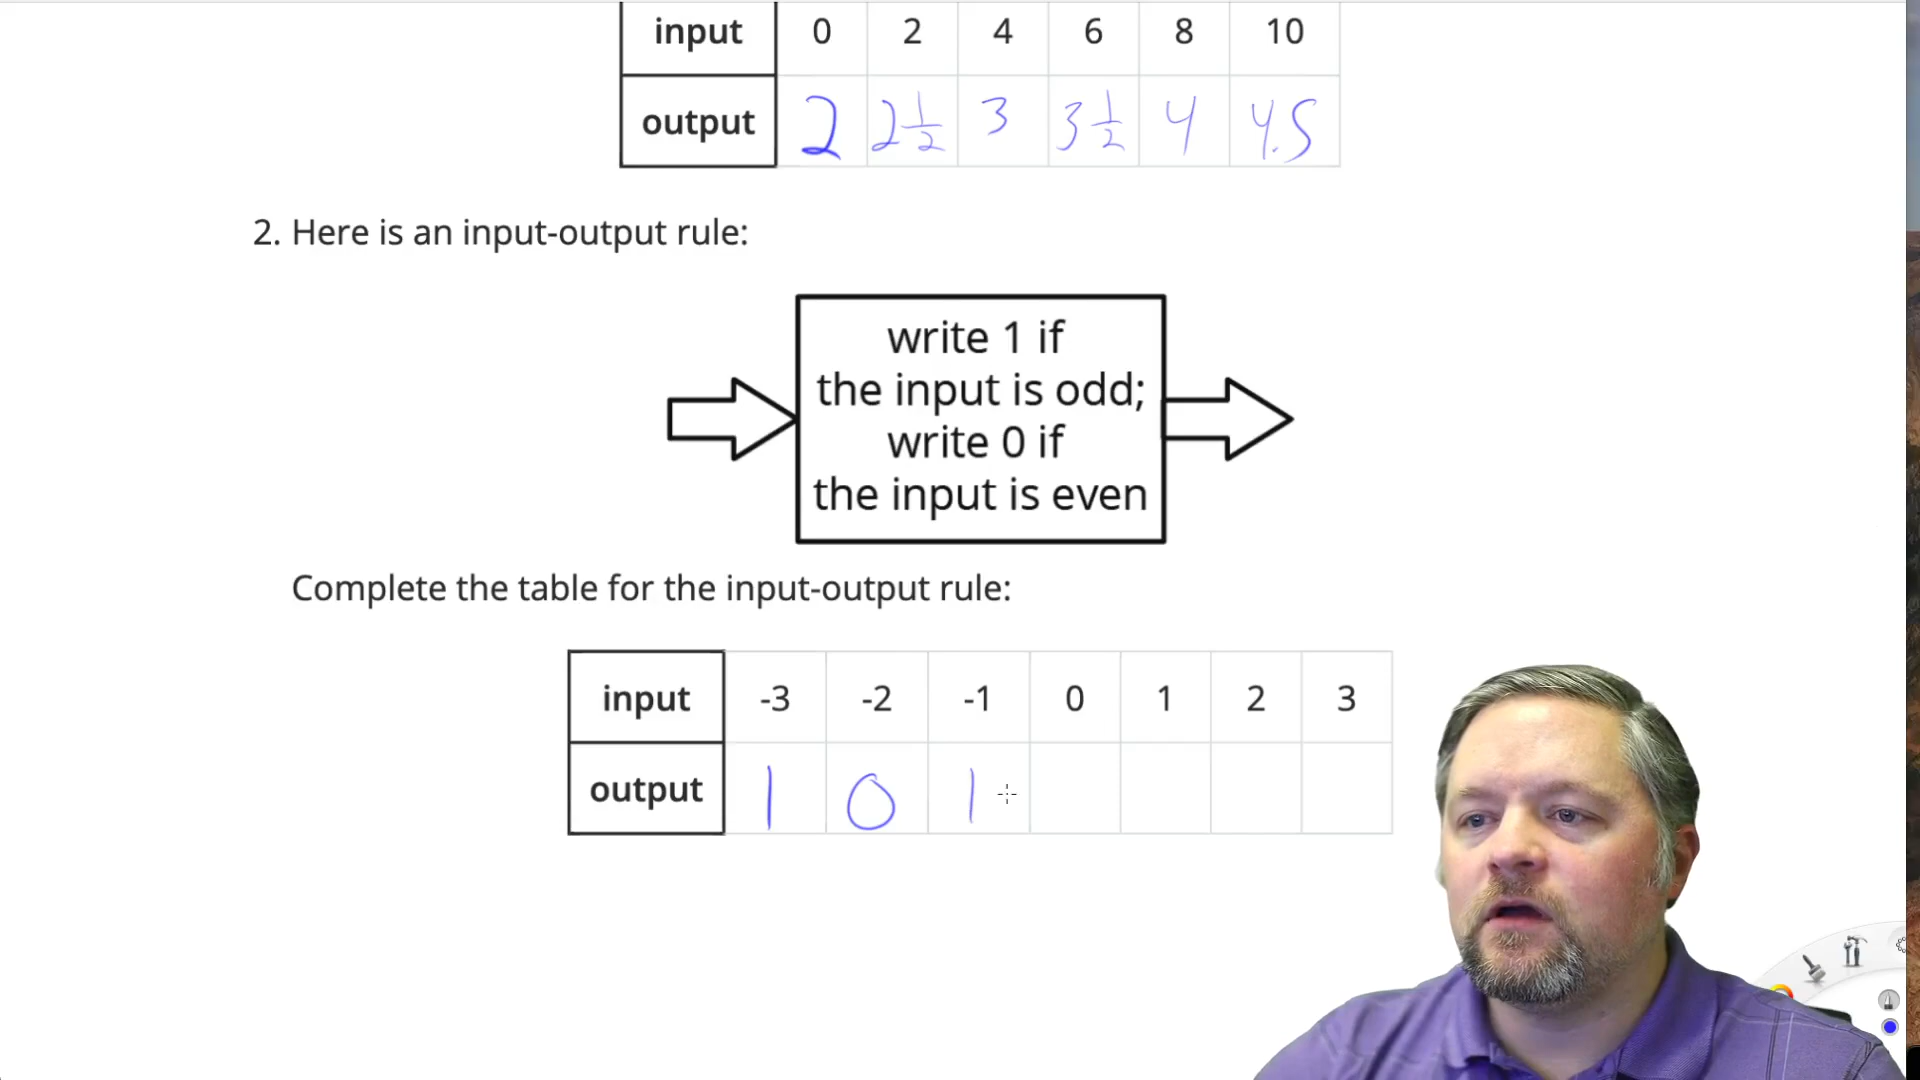 input 0 2 4 6 8 10
output 2 2 1/2 3 3 1/2 4 4.5
2. Here is an input-output rule:
write 1 if
the input is odd;
write 0 if
the input is even
Complete the table for the input-output rule:
input -3 -2 -1 0 1 2 3
output 1 0 1